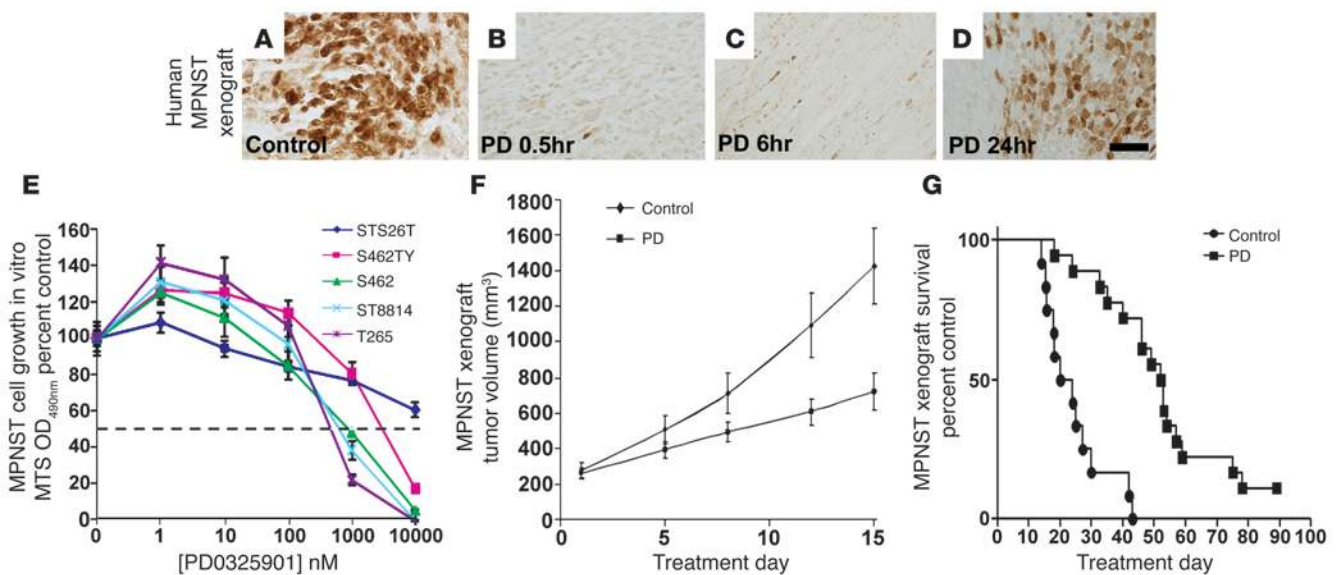 A
B
C
D
Human
MPNST
xenograft
Control
PD 0.5hr
PD 6hr
PD 24hr
E
160
140
120
100
80
60
40
20
0
MPNST cell growth in vitro
MTS OD490nm percent control
STS26T
S462TY
S462
ST8814
T265
0
1
10
100
1000
10000
[PD0325901] nM
F
1800
1600
1400
1200
1000
800
600
400
200
0
MPNST xenograft
tumor volume (mm³)
Control
PD
5
10
15
Treatment day
G
100
50
0
MPNST xenograft survival
percent control
Control
PD
0
10
20
30
40
50
60
70
80
90
100
Treatment day